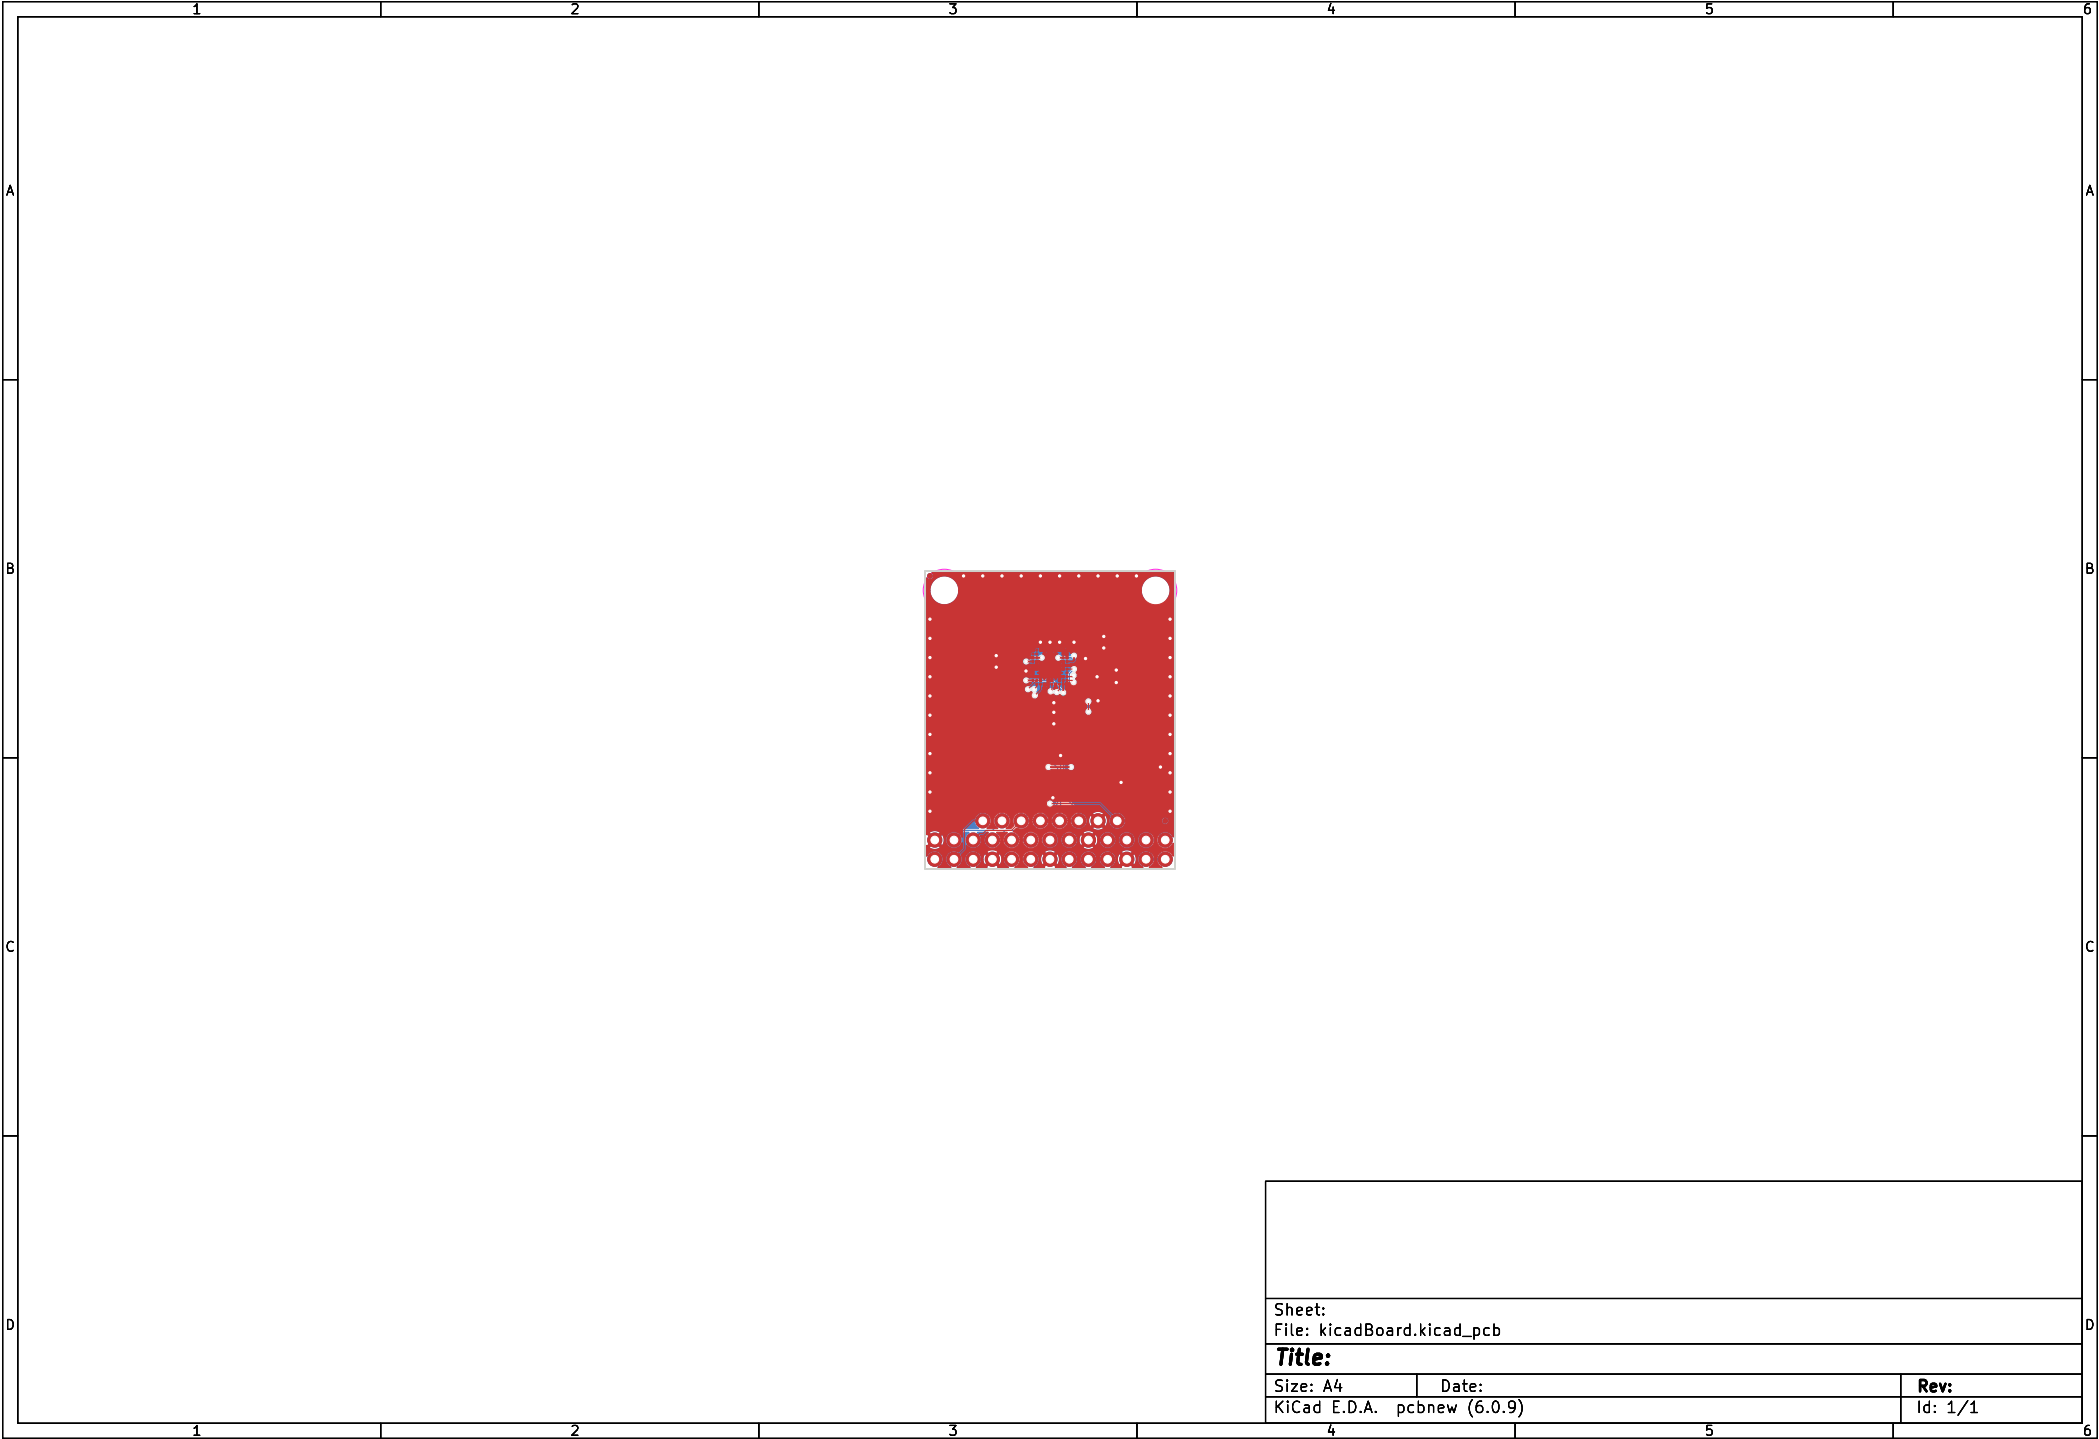 1 2 3 4 5 6
A A
B B
C C
D D
Sheet:
File: kicadBoard.kicad_pcb
Title:
Size: A4 Date: Rev:
KiCad E.D.A. pcbnew (6.0.9) Id: 1/1
1 2 3 4 5 6